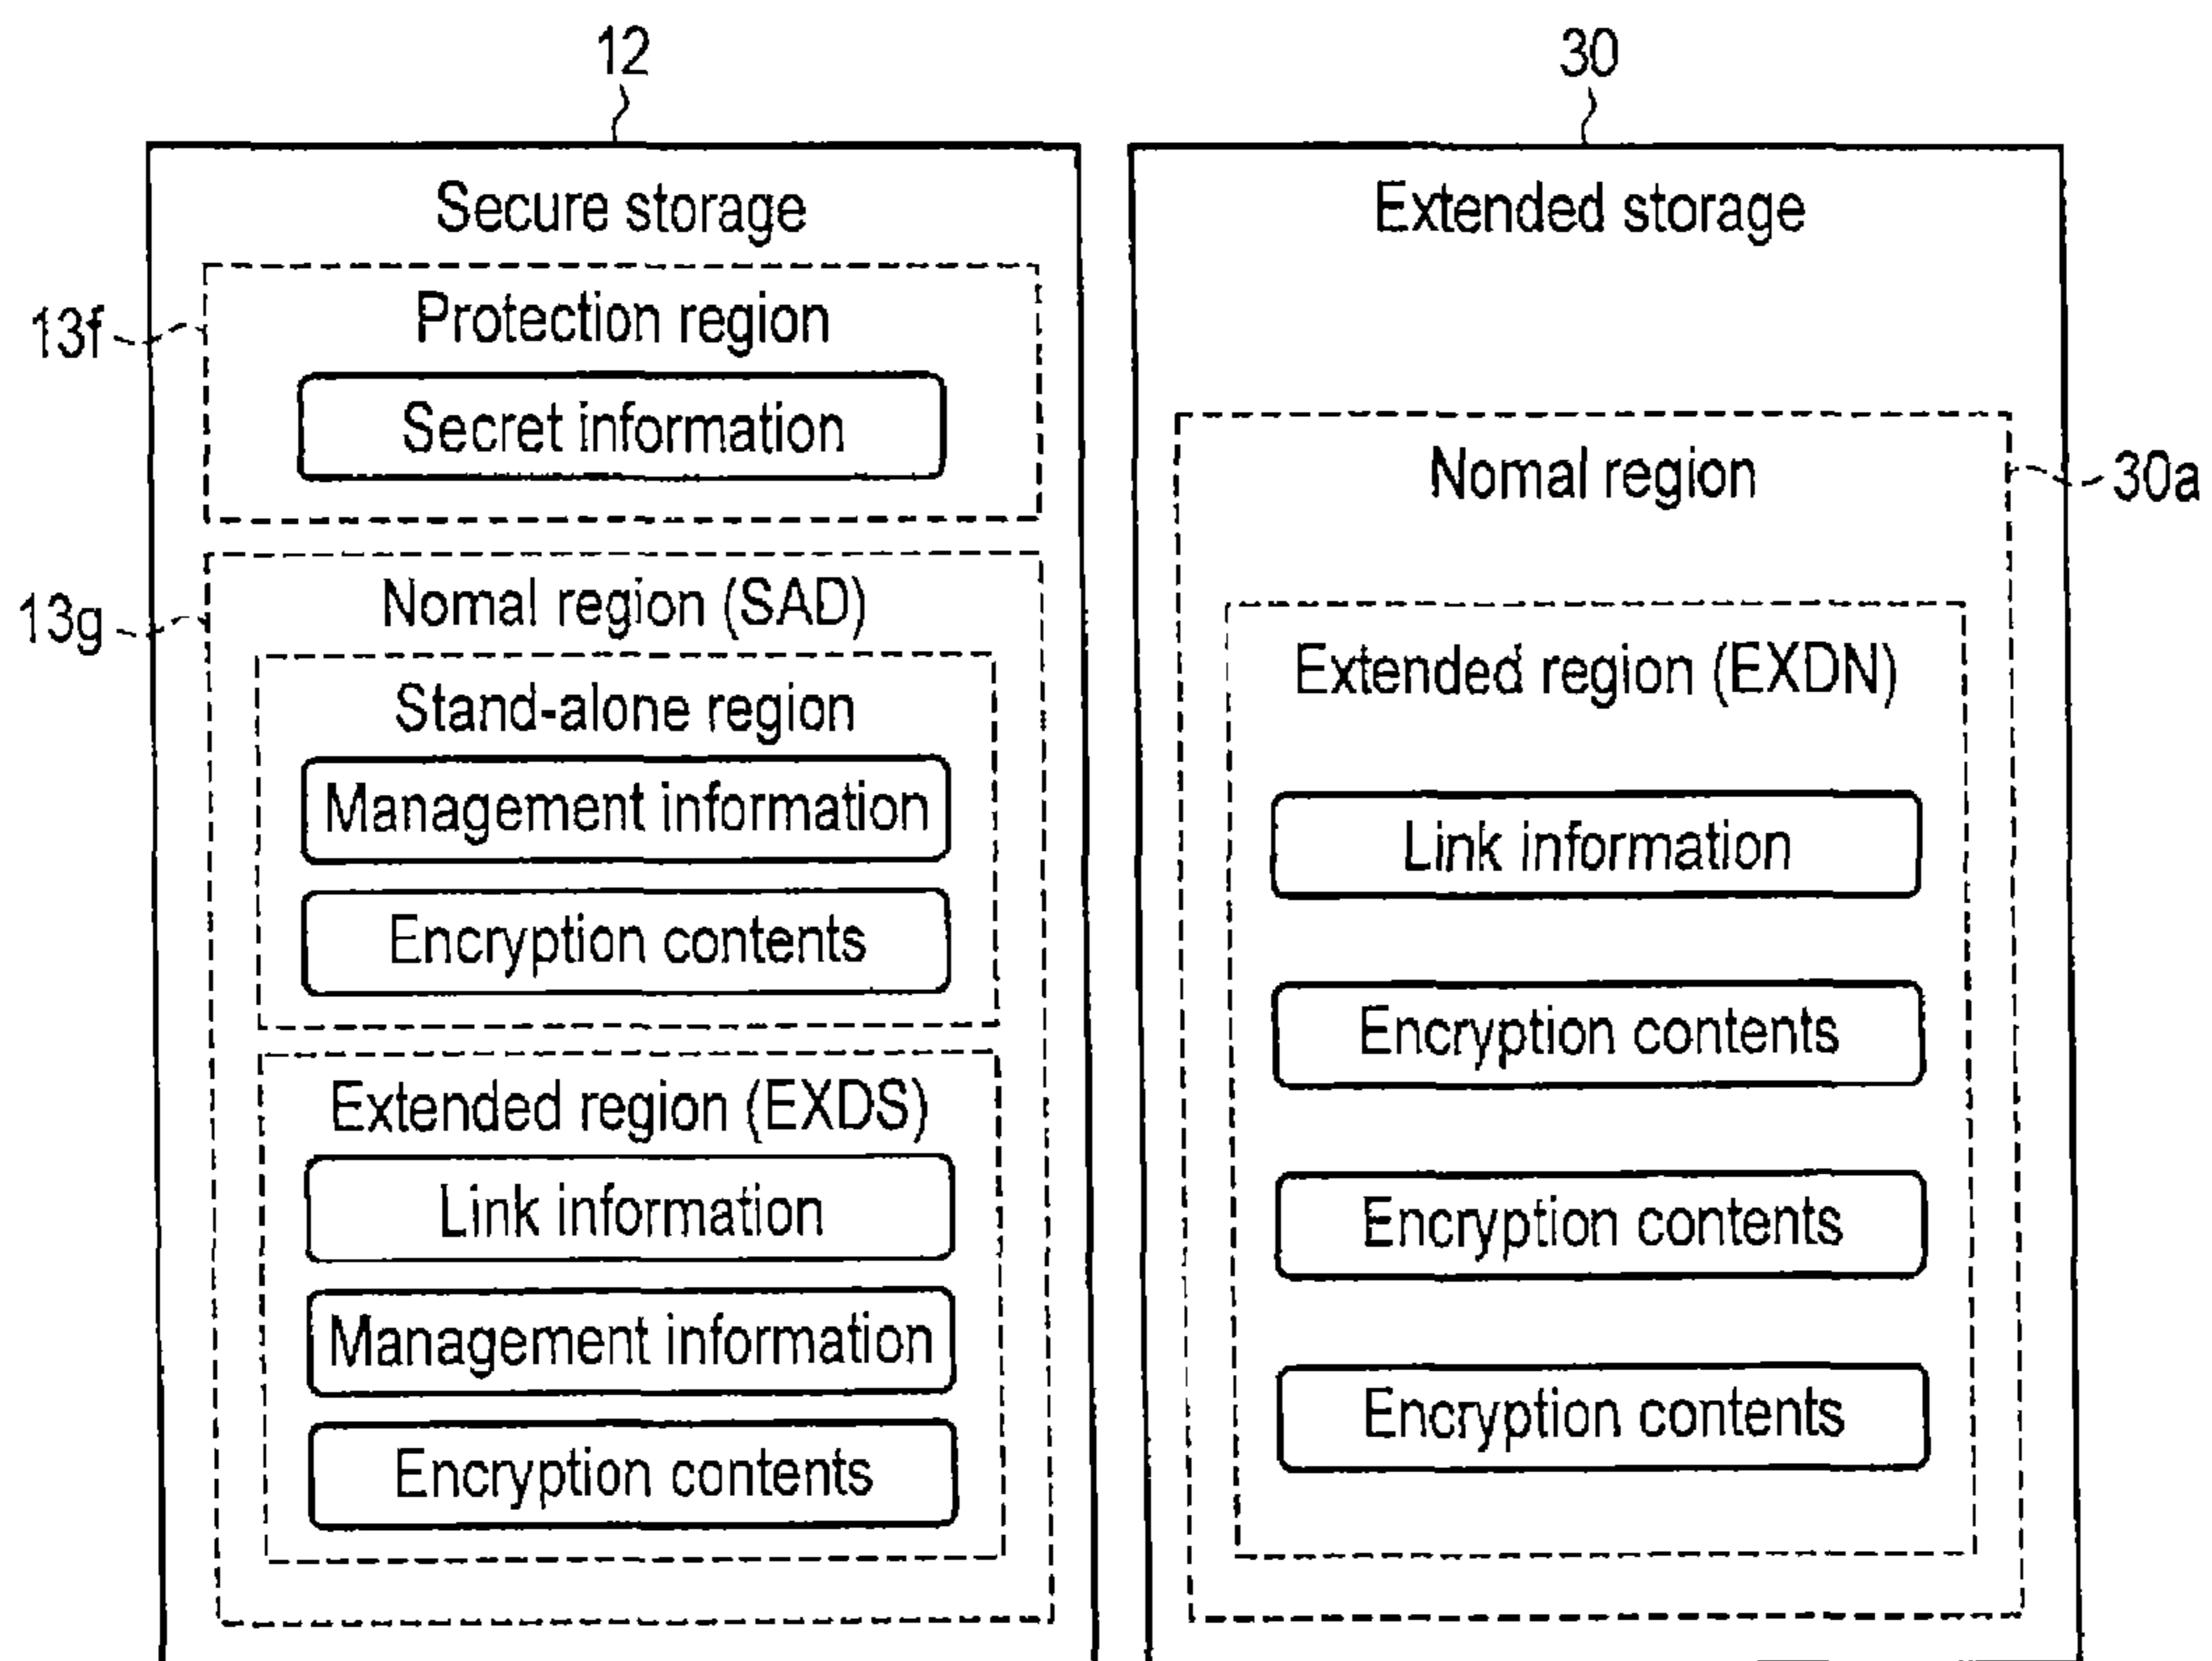 12
Secure storage
13f
Protection region
Secret information
13g
Nomal region (SAD)
Stand-alone region
Management information
Encryption contents
Extended region (EXDS)
Link information
Management information
Encryption contents
30
Extended storage
30a
Nomal region
Extended region (EXDN)
Link information
Encryption contents
Encryption contents
Encryption contents